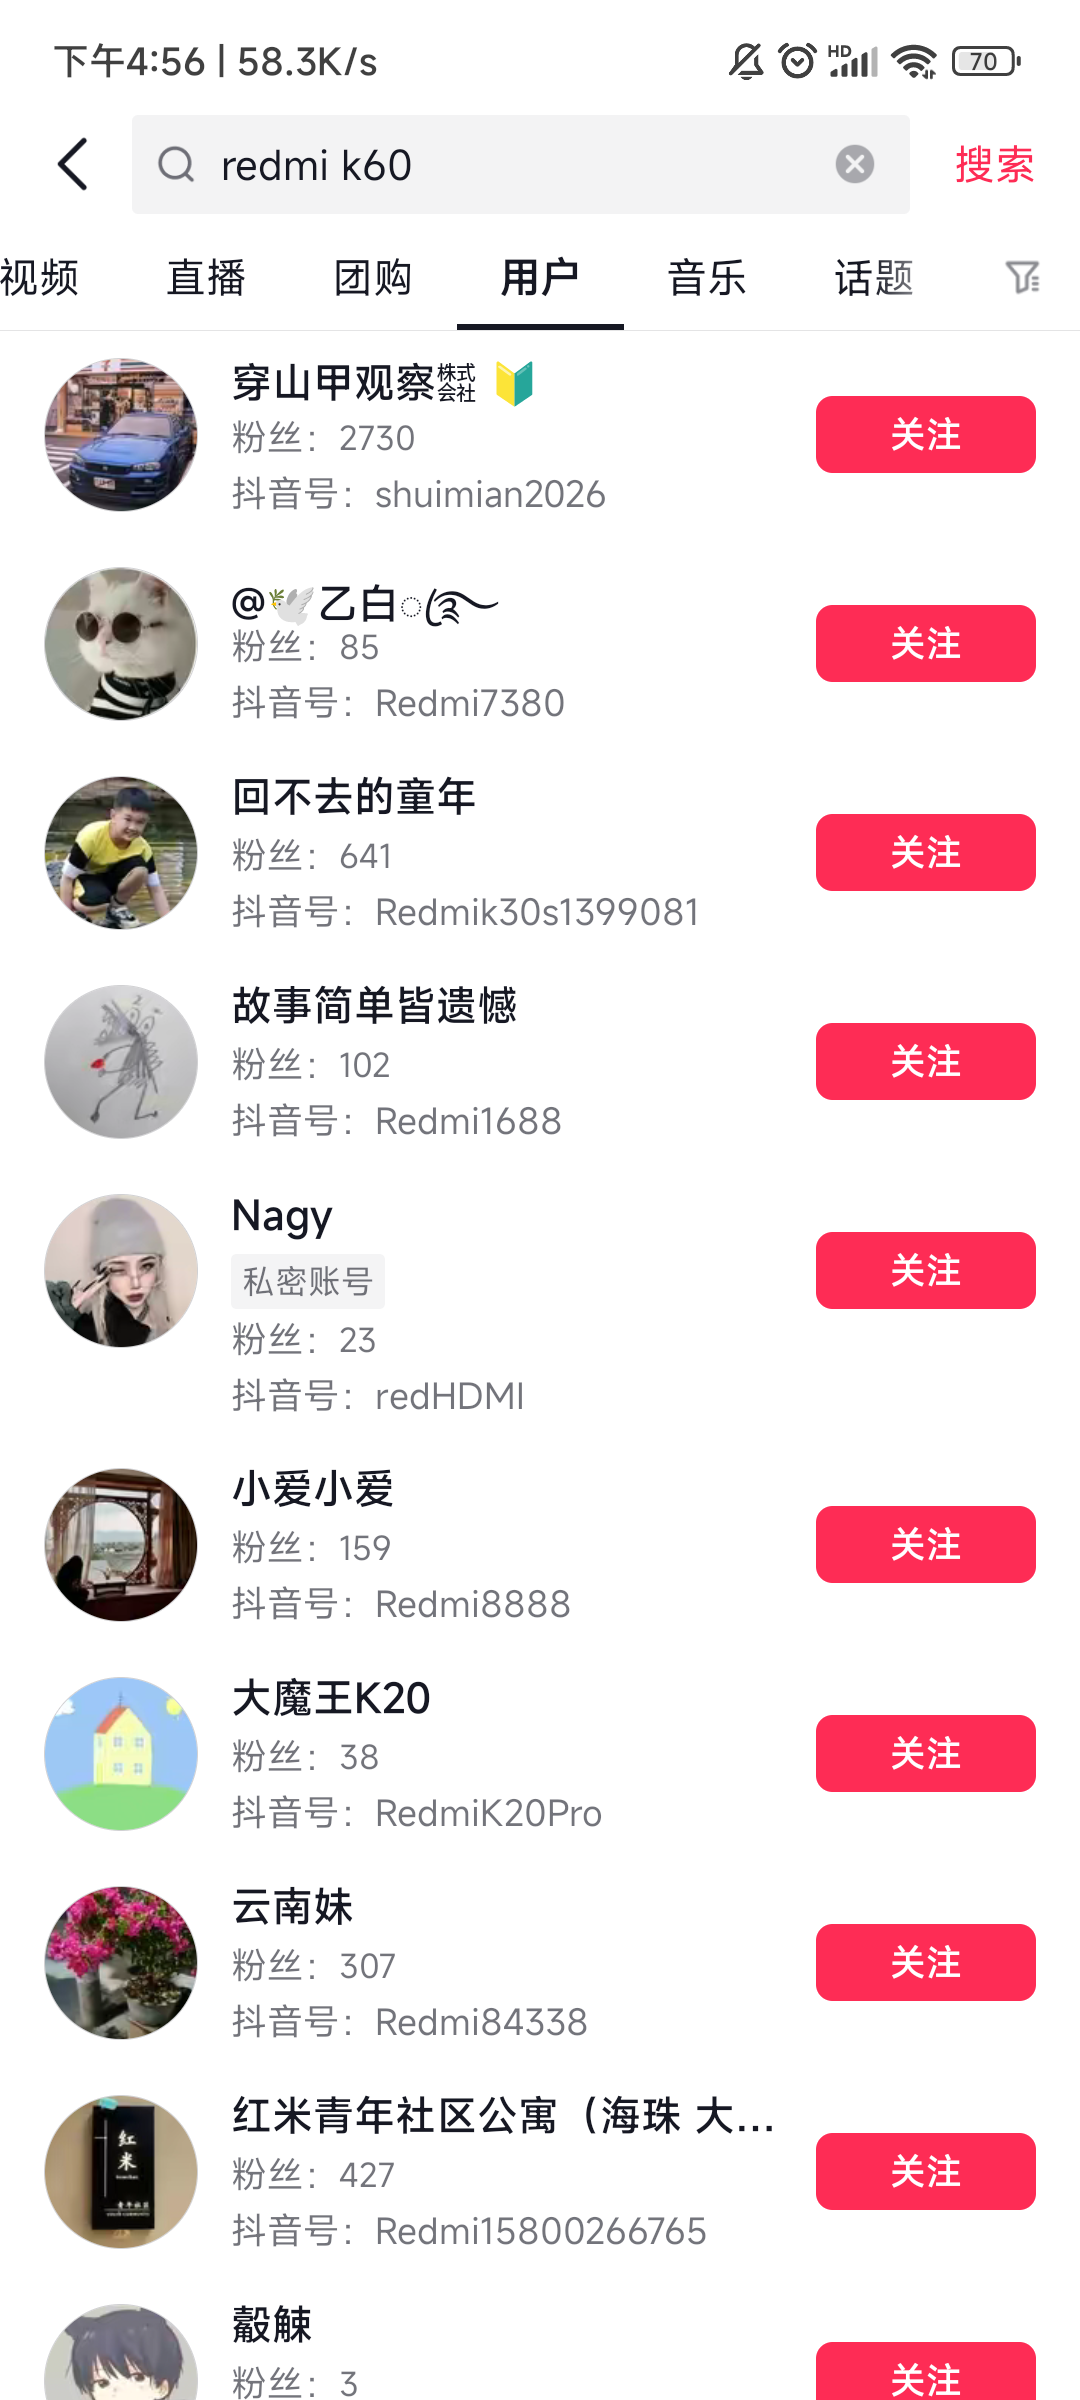 下午4:56 | 58.3K/s
HD
70
redmi k60
搜索
视频
直播
团购
用户
音乐
话题
穿山甲观察株式会社🔰
粉丝：2730
抖音号：shuimian2026
关注
@🕊️乙白
粉丝：85
抖音号：Redmi7380
关注
回不去的童年
粉丝：641
抖音号：Redmik30s1399081
关注
故事简单皆遗憾
粉丝：102
抖音号：Redmi1688
关注
Nagy
私密账号
粉丝：23
抖音号：redHDMI
关注
小爱小爱
粉丝：159
抖音号：Redmi8888
关注
大魔王K20
粉丝：38
抖音号：RedmiK20Pro
关注
云南妹
粉丝：307
抖音号：Redmi84338
关注
红米
红米青年社区公寓（海珠 大...
粉丝：427
抖音号：Redmi15800266765
关注
觳觫
粉丝：3
关注